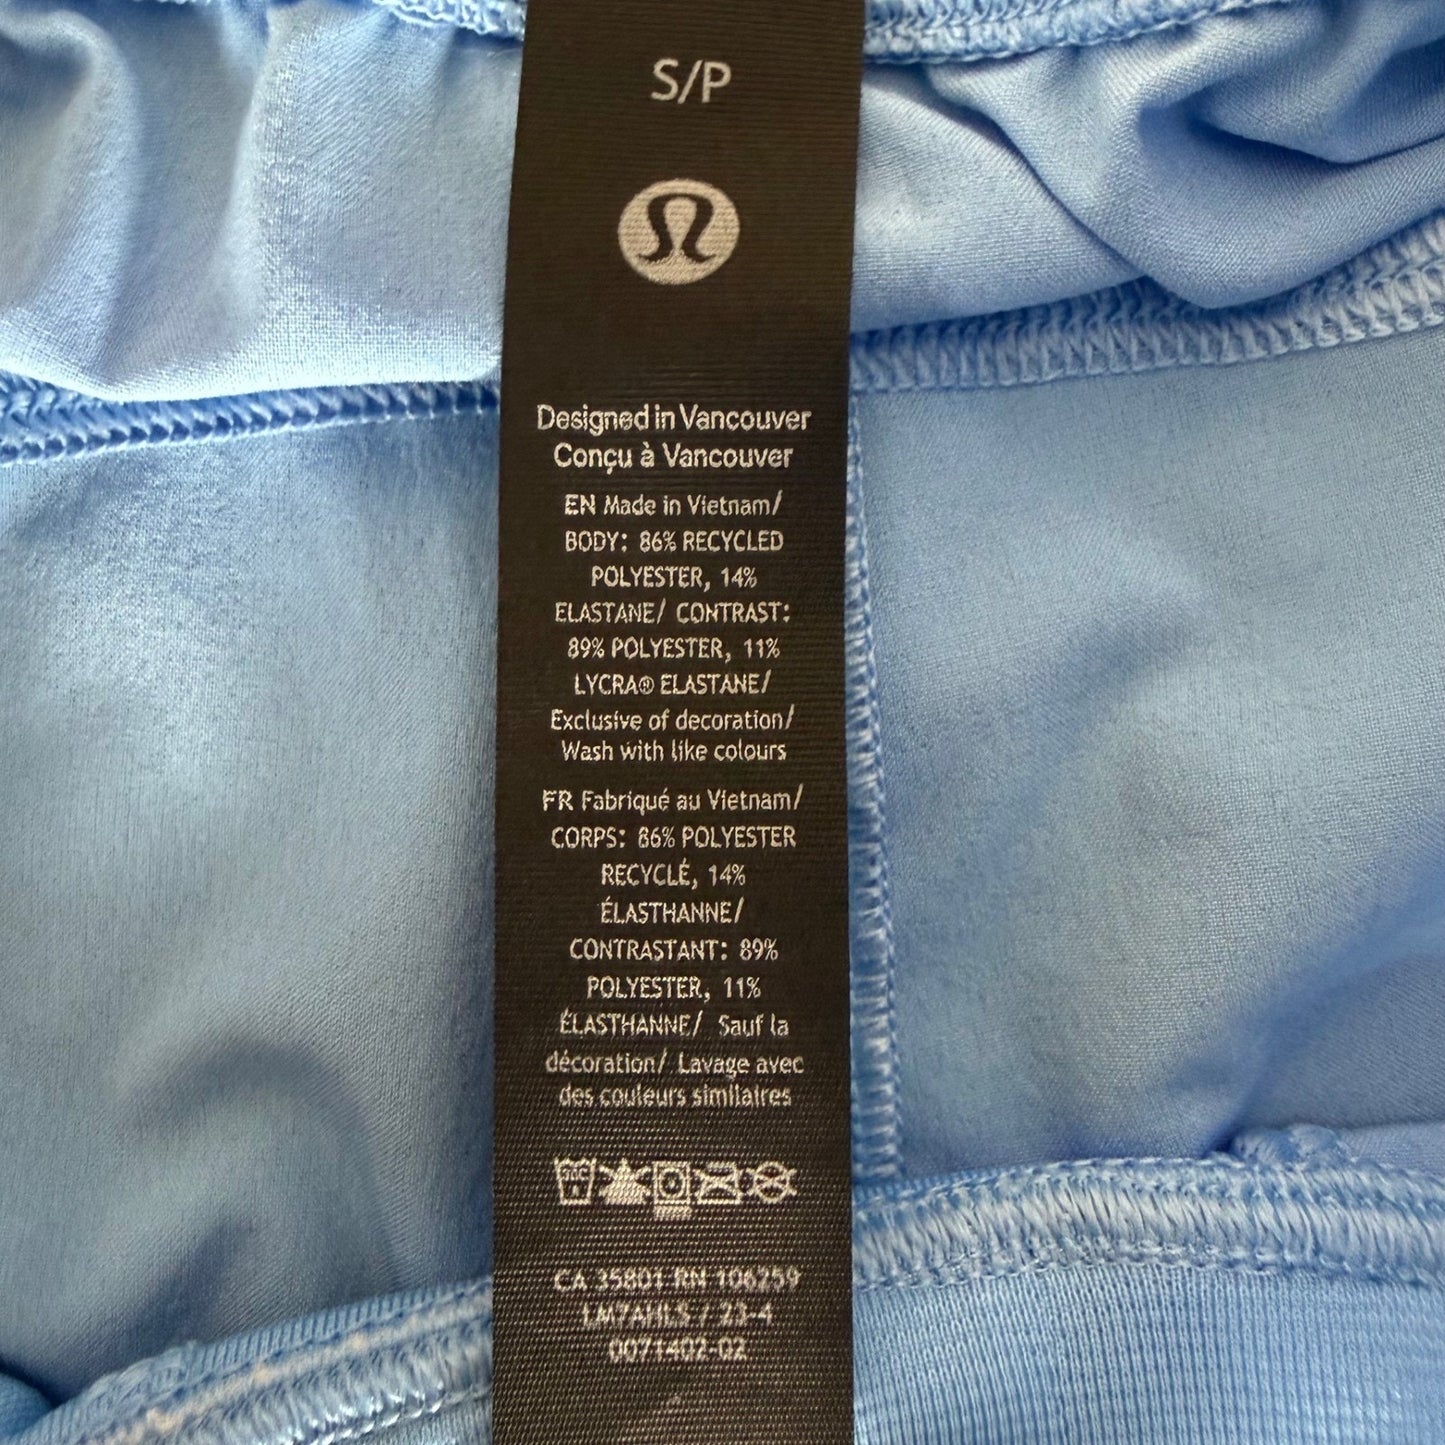 S/P
Designed in Vancouver
Conçu à Vancouver
EN Made in Vietnam/
BODY: 86% RECYCLED
POLYESTER, 14%
ELASTANE/ CONTRAST:
89% POLYESTER, 11%
LYCRA® ELASTANE/
Exclusive of decoration/
Wash with like colours
FR Fabriqué au Vietnam/
CORPS: 86% POLYESTER
RECYCLÉ, 14%
ÉLASTHANNE/
CONTRASTANT: 89%
POLYESTER, 11%
ÉLASTHANNE/ Sauf la
décoration/ Lavage avec
des couleurs similaires
CA 35801 RN 106259
LM7AHLS / 23-4
0071402-02